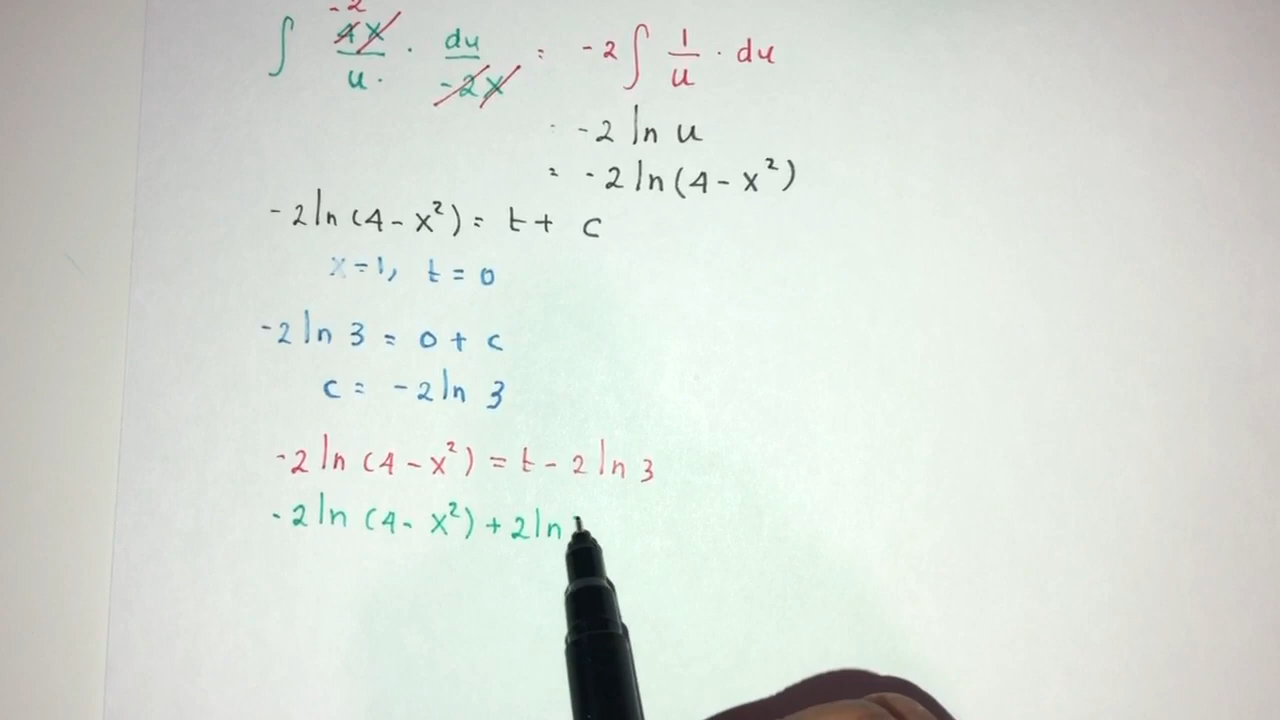 -2
∫ 4x/u · du/-2x = -2 ∫ 1/u · du
= -2 ln u
= -2 ln(4-x²)
-2 ln (4-x²) = t + c
x=1, t=0
-2 ln 3 = 0 + c
c = -2 ln 3
-2 ln (4-x²) = t - 2 ln 3
-2 ln (4-x²) + 2 ln